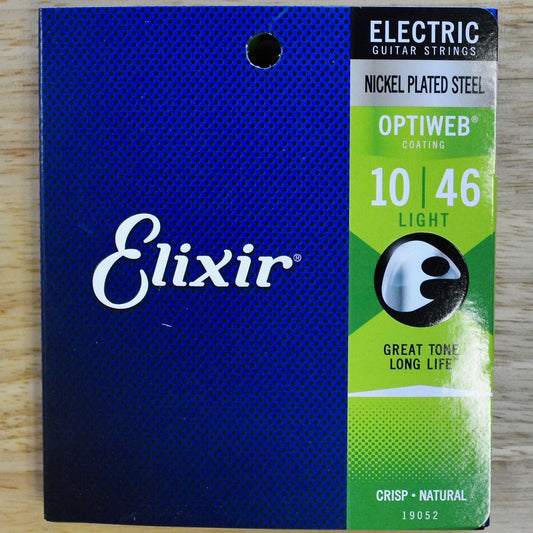 ELECTRIC
GUITAR STRINGS
NICKEL PLATED STEEL
OPTIWEB®
COATING
10 | 46
LIGHT
Elixir®
GREAT TONE
LONG LIFE
CRISP • NATURAL
19052